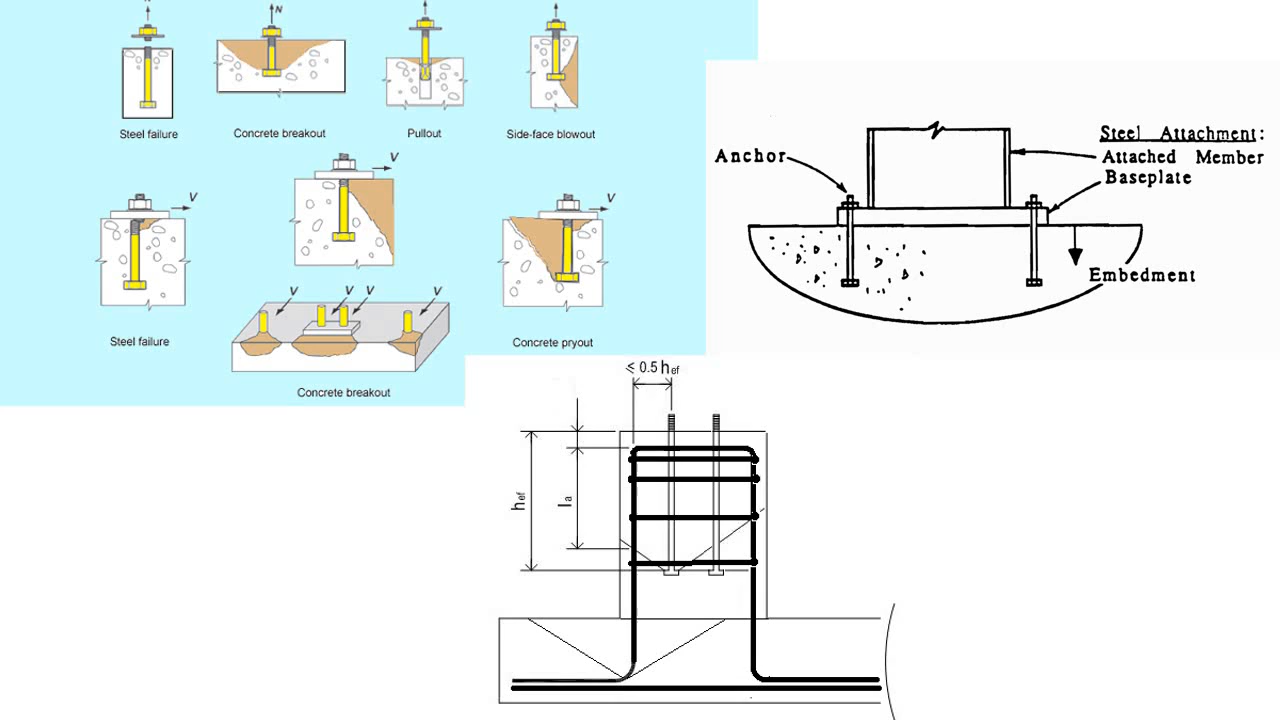 N
Steel failure
Concrete breakout
Pullout
Side-face blowout
V
V
V
Steel failure
V
V
V
V
Concrete breakout
Concrete pryout
Anchor
Steel Attachment:
Attached Member
Baseplate
Embedment
≤ 0.5 hef
hef
la